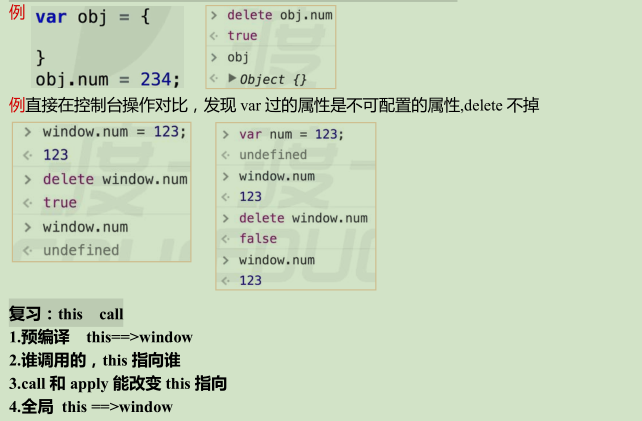 例 var obj = {
}
obj.num = 234;
> delete obj.num
< true
> obj
< ▶Object {}
例直接在控制台操作对比，发现 var 过的属性是不可配置的属性,delete 不掉
> window.num = 123;
< 123
> delete window.num
< true
> window.num
< undefined
> var num = 123;
< undefined
> window.num
< 123
> delete window.num
< false
> window.num
< 123
复习：this call
1.预编译 this==>window
2.谁调用的，this 指向谁
3.call 和 apply 能改变 this 指向
4.全局 this ==>window